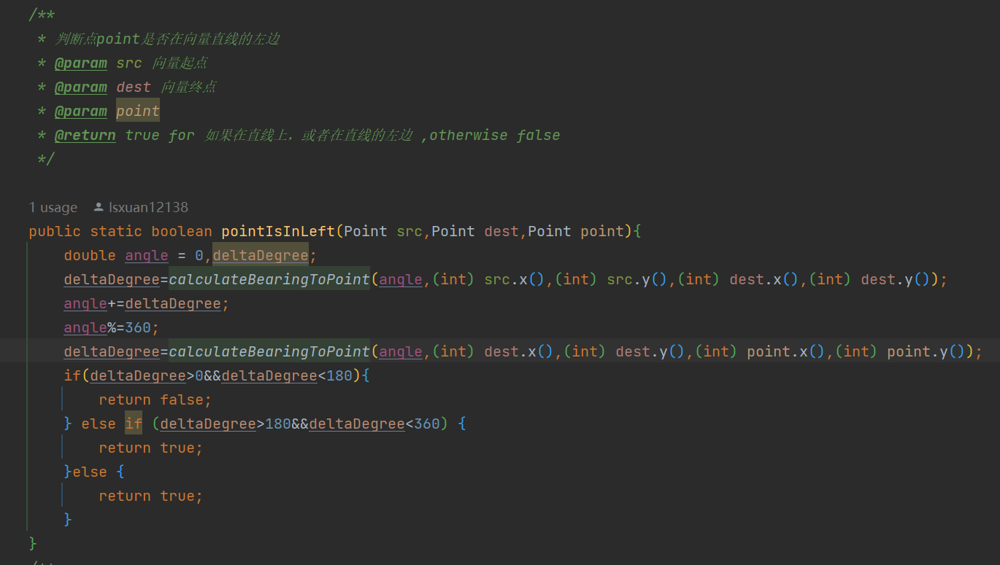 /**
 * 判断点point是否在向量直线的左边
 * @param src 向量起点
 * @param dest 向量终点
 * @param point
 * @return true for 如果在直线上，或者在直线的左边 ,otherwise false
 */
1 usage lsxuan12138
public static boolean pointIsInLeft(Point src,Point dest,Point point){
    double angle = 0,deltaDegree;
    deltaDegree=calculateBearingToPoint(angle,(int) src.x(),(int) src.y(),(int) dest.x(),(int) dest.y());
    angle+=deltaDegree;
    angle%=360;
    deltaDegree=calculateBearingToPoint(angle,(int) dest.x(),(int) dest.y(),(int) point.x(),(int) point.y());
    if(deltaDegree>0&&deltaDegree<180){
        return false;
    } else if (deltaDegree>180&&deltaDegree<360) {
        return true;
    }else {
        return true;
    }
}